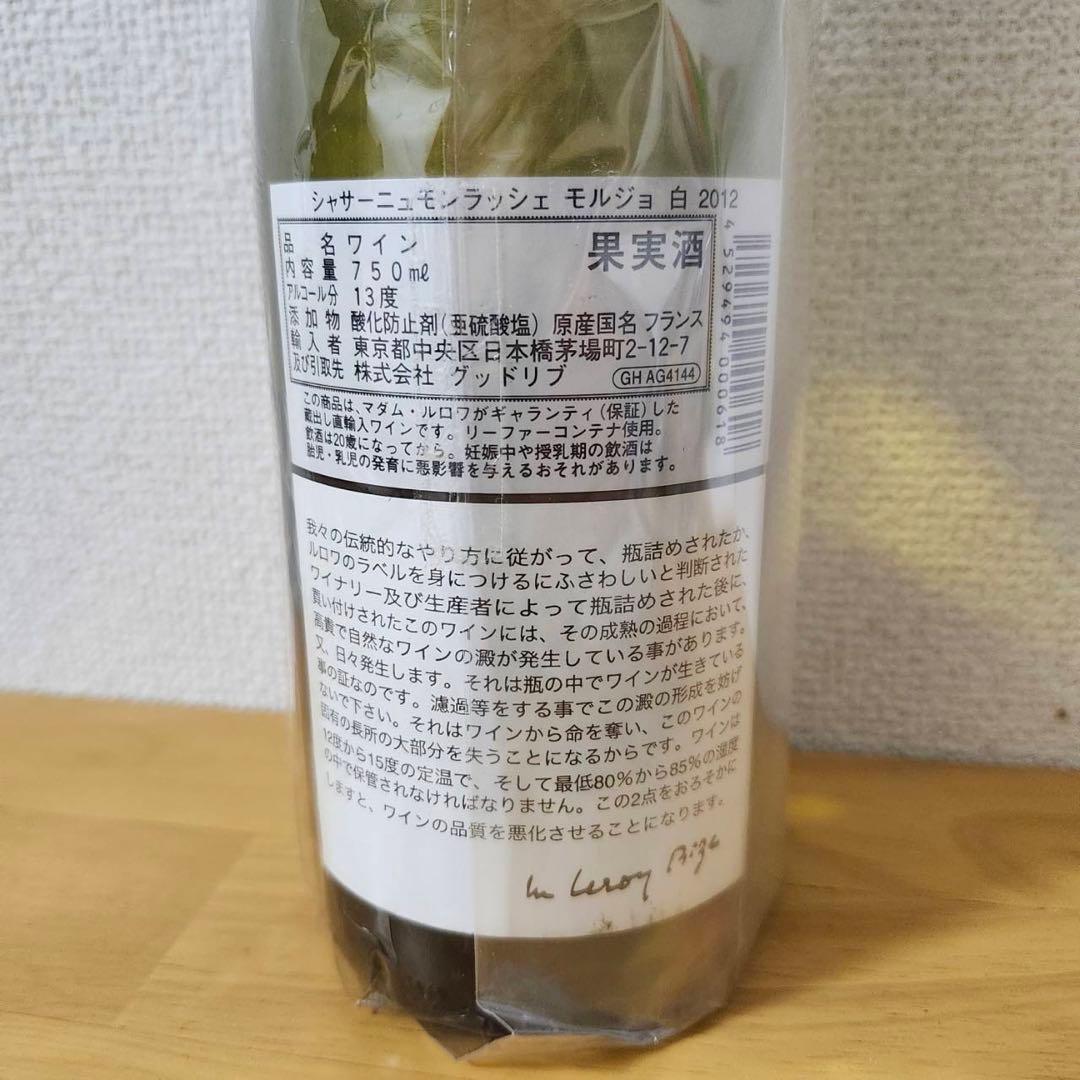 シャサーニュモンラッシェ モルジョ 白 2012
品名 ワイン
果実酒
内容量 750mℓ
アルコール分 13度
添加物 酸化防止剤(亜硫酸塩) 原産国名 フランス
輸入者 東京都中央区日本橋茅場町2-12-7
及び引取先 株式会社 グッドリブ GH AG4144
4 529494 000618
この商品は、マダム・ルロワがギャランティ(保証)した
蔵出し直輸入ワインです。リーファーコンテナ使用。
飲酒は20歳になってから。妊娠中や授乳期の飲酒は
胎児・乳児の発育に悪影響を与えるおそれがあります。
我々の伝統的なやり方に従がって、瓶詰めされたか、
ルロワのラベルを身につけるにふさわしいと判断された
ワイナリー及び生産者によって瓶詰めされた後に、
買い付けされたこのワインには、その成熟の過程において、
高貴で自然なワインの澱が発生している事があります。
又、日々発生します。それは瓶の中でワインが生きている
事の証なのです。濾過等をする事でこの澱の形成を妨げ
ないで下さい。それはワインから命を奪い、このワインの
固有の長所の大部分を失うことになるからです。ワインは
12度から15度の定温で、そして最低80%から85%の湿度
の中で保管されなければなりません。この2点をおろそかに
しますと、ワインの品質を悪化させることになります。
Leroy Bize